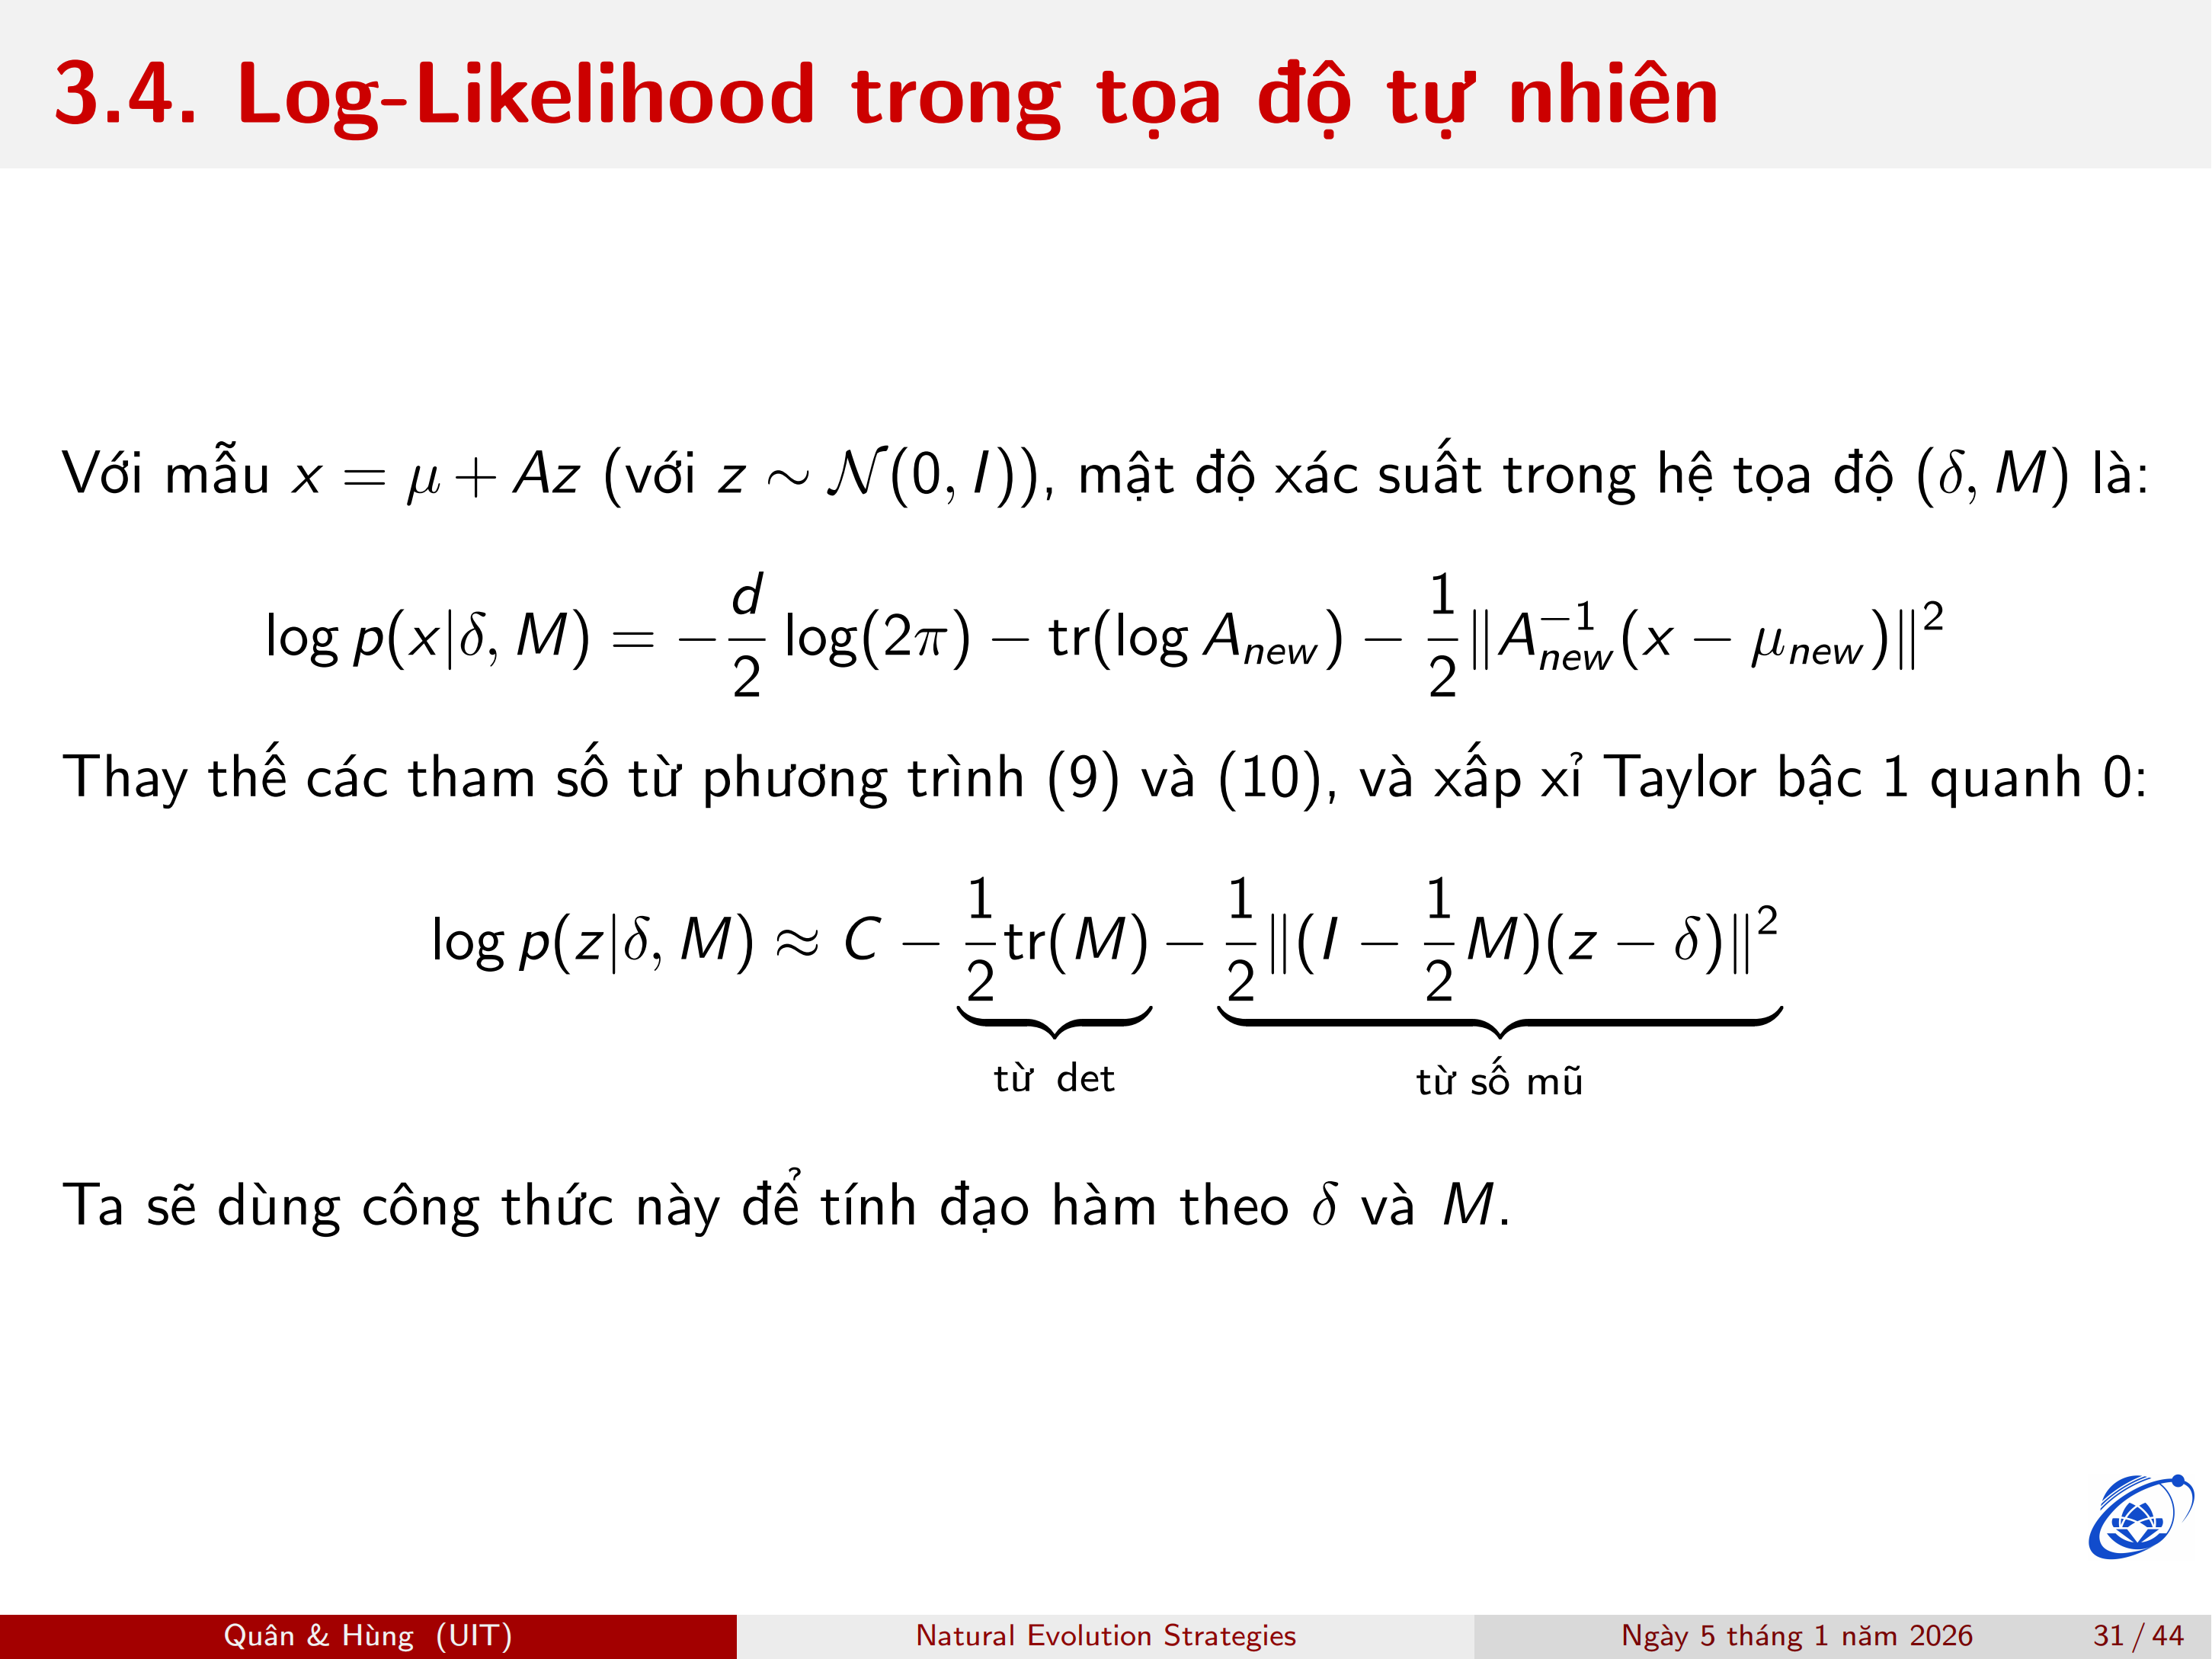 3.4. Log-Likelihood trong tọa độ tự nhiên
Với mẫu x = μ + Az (với z ∼ 𝒩(0, I)), mật độ xác suất trong hệ tọa độ (δ, M) là:
log p(x|δ, M) = −d/2 log(2π) − tr(log A_new) − 1/2 ‖A_new^−1(x − μ_new)‖²
Thay thế các tham số từ phương trình (9) và (10), và xấp xỉ Taylor bậc 1 quanh 0:
log p(z|δ, M) ≈ C − 1/2 tr(M) − 1/2 ‖(I − 1/2 M)(z − δ)‖²
từ det từ số mũ
Ta sẽ dùng công thức này để tính đạo hàm theo δ và M.
Quân & Hùng (UIT) Natural Evolution Strategies Ngày 5 tháng 1 năm 2026 31 / 44